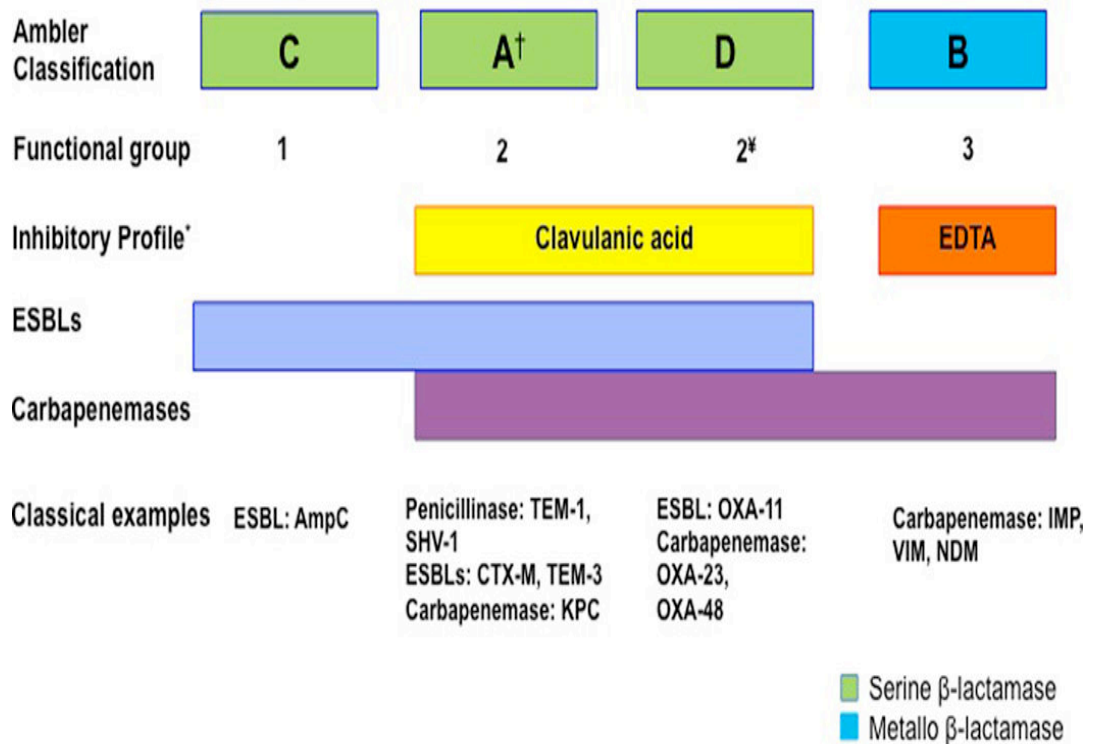 Ambler
Classification
C
A†
D
B
Functional group
1
2
2¥
3
Inhibitory Profile*
Clavulanic acid
EDTA
ESBLs
Carbapenemases
Classical examples
ESBL: AmpC
Penicillinase: TEM-1,
SHV-1
ESBLs: CTX-M, TEM-3
Carbapenemase: KPC
ESBL: OXA-11
Carbapenemase:
OXA-23,
OXA-48
Carbapenemase: IMP,
VIM, NDM
Serine β-lactamase
Metallo β-lactamase